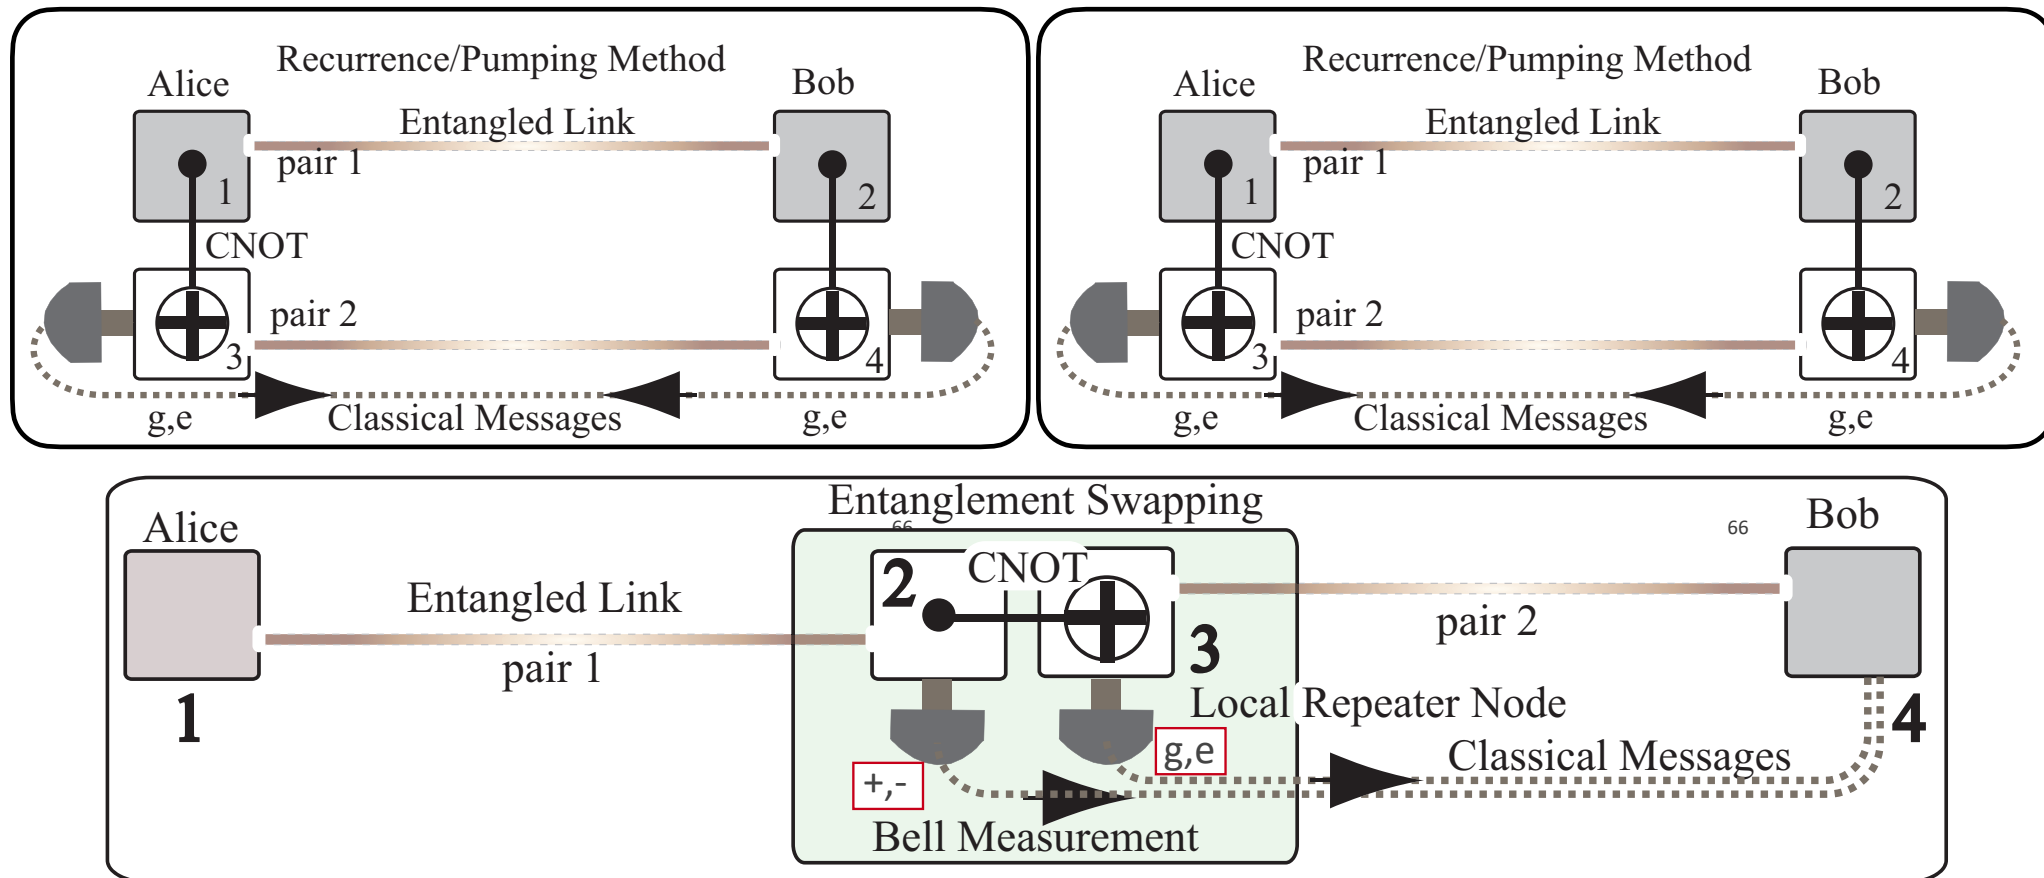 Recurrence/Pumping Method
Alice
Bob
Entangled Link
pair 1
1
2
CNOT
pair 2
3
4
g,e
Classical Messages
g,e
Recurrence/Pumping Method
Alice
Bob
Entangled Link
pair 1
1
2
CNOT
pair 2
3
4
g,e
Classical Messages
g,e
Entanglement Swapping
Alice
66
66
Bob
2
CNOT
Entangled Link
pair 1
pair 2
3
1
Local Repeater Node
4
g,e
Classical Messages
+,-
Bell Measurement